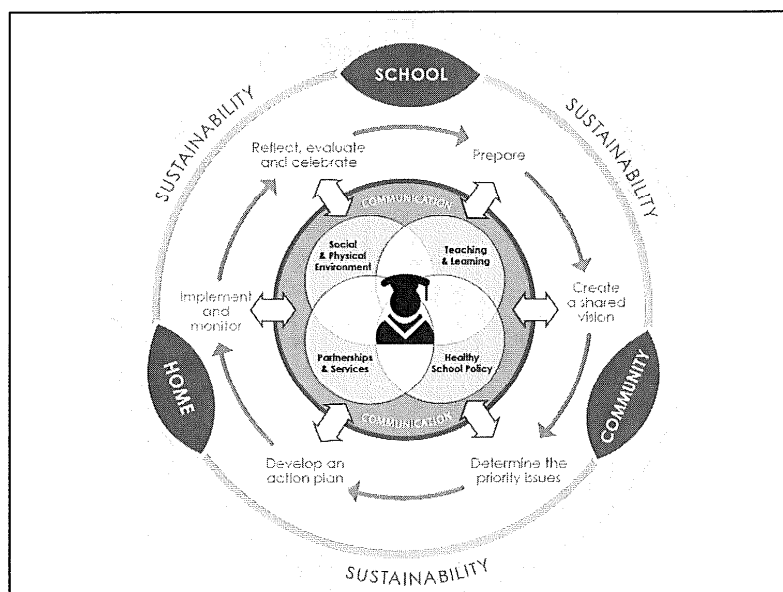 SCHOOL
SUSTAINABILITY
SUSTAINABILITY
Reflect, evaluate
and celebrate
Prepare
COMMUNICATION
Social
& Physical
Environment
Teaching
& Learning
Create
a shared
vision
Implement
and
monitor
Partnerships
& Services
Healthy
School Policy
HOME
COMMUNITY
COMMUNICATION
Develop an
action plan
Determine the
priority issues
SUSTAINABILITY